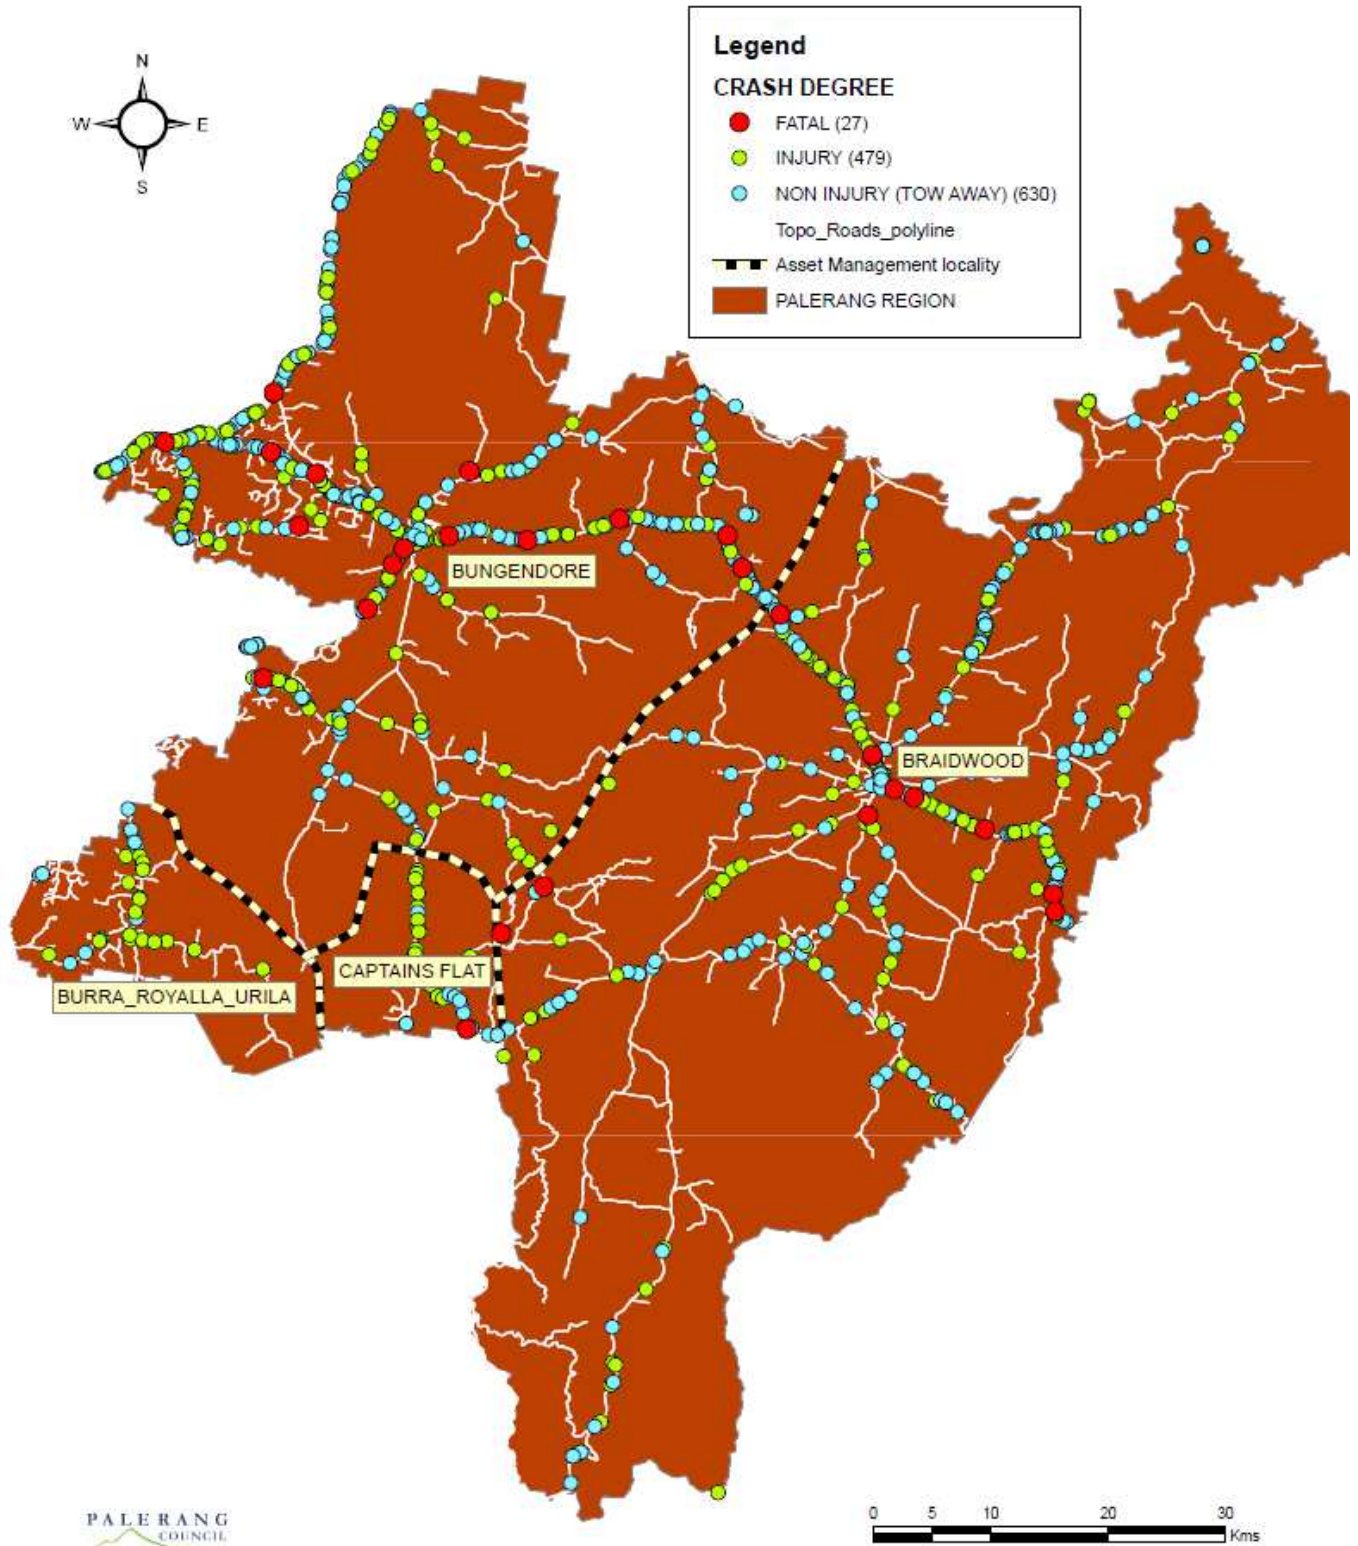 Legend
CRASH DEGREE
FATAL (27)
INJURY (479)
NON INJURY (TOW AWAY) (630)
Topo_Roads_polyline
Asset Management locality
PALERANG REGION
N
W
E
S
BUNGENDORE
BRAIDWOOD
CAPTAINS FLAT
BURRA_ROYALLA_URILA
PALERANG
COUNCIL
0 5 10 20 30
Kms